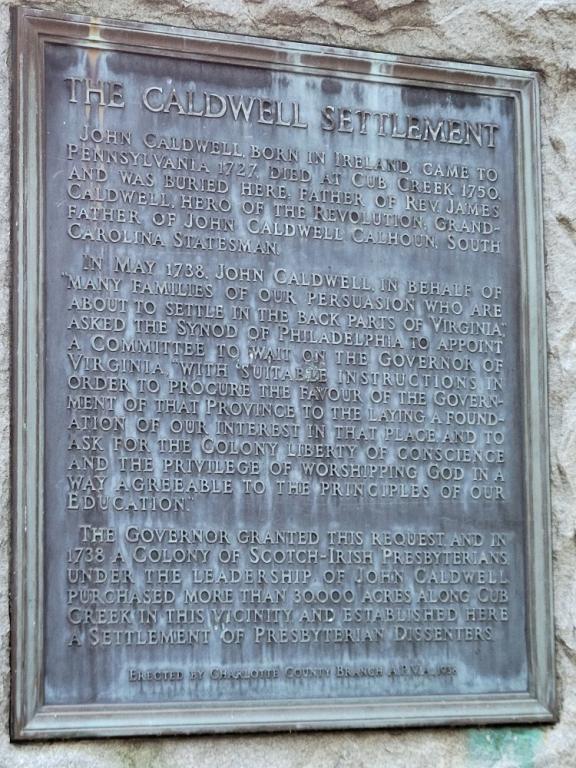 THE CALDWELL SETTLEMENT
JOHN CALDWELL, BORN IN IRELAND, CAME TO
PENNSYLVANIA 1727, DIED AT CUB CREEK 1750,
AND WAS BURIED HERE. FATHER OF REV. JAMES
CALDWELL, HERO OF THE REVOLUTION. GRAND-
FATHER OF JOHN CALDWELL CALHOUN, SOUTH
CAROLINA STATESMAN.
IN MAY 1738, JOHN CALDWELL, IN BEHALF OF
"MANY FAMILIES OF OUR PERSUASION WHO ARE
ABOUT TO SETTLE IN THE BACK PARTS OF VIRGINIA,"
ASKED THE SYNOD OF PHILADELPHIA TO APPOINT
A COMMITTEE TO WAIT ON THE GOVERNOR OF
VIRGINIA, "WITH SUITABLE INSTRUCTIONS IN
ORDER TO PROCURE THE FAVOUR OF THE GOVERN-
MENT OF THAT PROVINCE TO THE LAYING A FOUND-
ATION OF OUR INTEREST IN THAT PLACE AND TO
ASK FOR THE COLONY LIBERTY OF CONSCIENCE
AND THE PRIVILEGE OF WORSHIPPING GOD IN A
WAY AGREEABLE TO THE PRINCIPLES OF OUR
EDUCATION."
THE GOVERNOR GRANTED THIS REQUEST AND IN
1738 A COLONY OF SCOTCH-IRISH PRESBYTERIANS
UNDER THE LEADERSHIP OF JOHN CALDWELL
PURCHASED MORE THAN 30,000 ACRES ALONG CUB
CREEK IN THIS VICINITY AND ESTABLISHED HERE
A SETTLEMENT OF PRESBYTERIAN DISSENTERS
ERECTED BY CHARLOTTE COUNTY BRANCH A.P.V.A. 1938